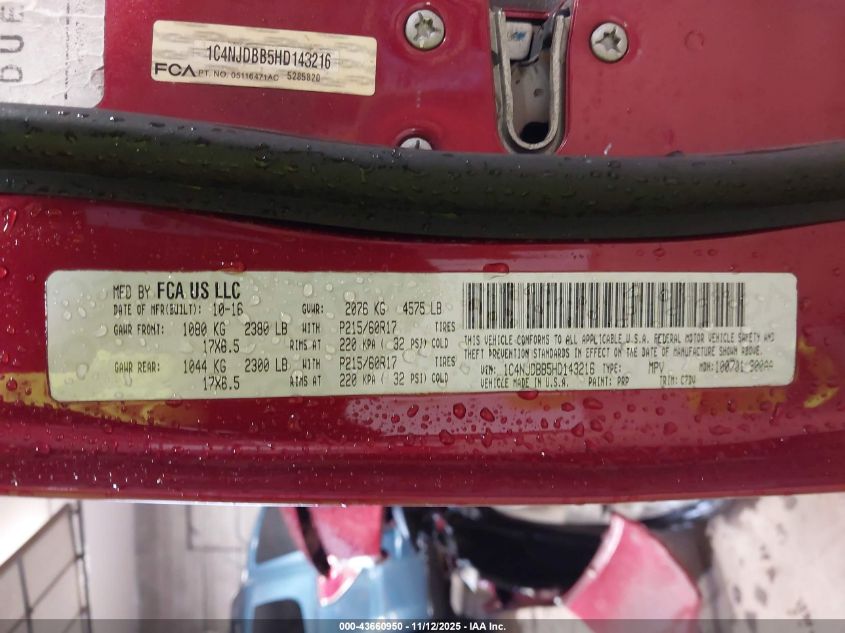 DUP
1C4NJDBB5HD143216
FCA PT. NO. 05116471AC 5285820
MFD BY FCA US LLC
DATE OF MFR(BUILT): 10-16 GVWR: 2076 KG 4575 LB
GAWR FRONT: 1080 KG 2380 LB WITH P215/60R17 TIRES
17X6.5 RIMS AT 220 KPA ( 32 PSI) COLD
GAWR REAR: 1044 KG 2300 LB WITH P215/60R17 TIRES
17X6.5 RIMS AT 220 KPA ( 32 PSI) COLD
THIS VEHICLE CONFORMS TO ALL APPLICABLE U.S.A. FEDERAL MOTOR VEHICLE SAFETY AND
THEFT PREVENTION STANDARDS IN EFFECT ON THE DATE OF MANUFACTURE SHOWN ABOVE.
VIN: 1C4NJDBB5HD143216 TYPE: MPV MDH: 100701 900AA
VEHICLE MADE IN U.S.A. PAINT: PRP TRIM: C7DV
000-43660950 - 11/12/2025 - IAA Inc.